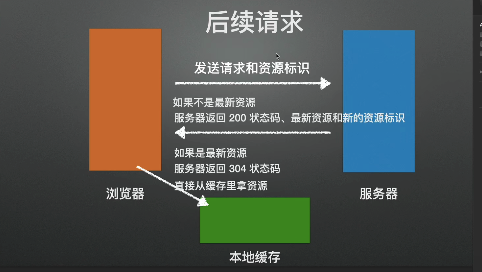 后续请求
发送请求和资源标识
如果不是最新资源
服务器返回 200 状态码、最新资源和新的资源标识
如果是最新资源
服务器返回 304 状态码
直接从缓存里拿资源
浏览器
服务器
本地缓存